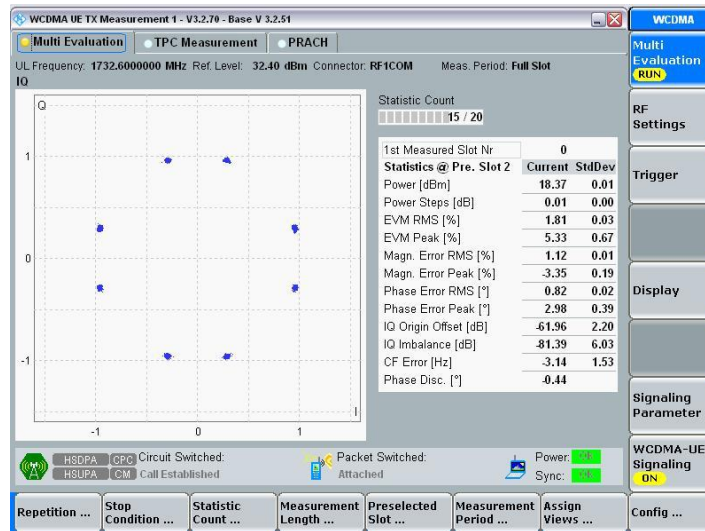 WCDMA UE TX Measurement 1 - V3.2.70 - Base V 3.2.51
WCDMA
Multi Evaluation TPC Measurement PRACH
Multi
Evaluation
RUN
UL Frequency: 1732.6000000 MHz Ref. Level: 32.40 dBm Connector: RF1COM Meas. Period: Full Slot
IQ
Q
1
0
-1
-1 0 1
I
Statistic Count
15 / 20
1st Measured Slot Nr 0
Statistics @ Pre. Slot 2 Current StdDev
Power [dBm] 18.37 0.01
Power Steps [dB] 0.01 0.00
EVM RMS [%] 1.81 0.03
EVM Peak [%] 5.33 0.67
Magn. Error RMS [%] 1.12 0.01
Magn. Error Peak [%] -3.35 0.19
Phase Error RMS [°] 0.82 0.02
Phase Error Peak [°] 2.98 0.39
IQ Origin Offset [dB] -61.96 2.20
IQ Imbalance [dB] -81.39 6.03
CF Error [Hz] -3.14 1.53
Phase Disc. [°] -0.44
RF
Settings
Trigger
Display
Signaling
Parameter
WCDMA-UE
Signaling
ON
Config ...
HSDPA CPC Circuit Switched:
HSUPA CM Call Established
Packet Switched:
Attached
Power:
Sync:
Repetition ...
Stop
Condition ...
Statistic
Count ...
Measurement
Length ...
Preselected
Slot ...
Measurement
Period ...
Assign
Views ...